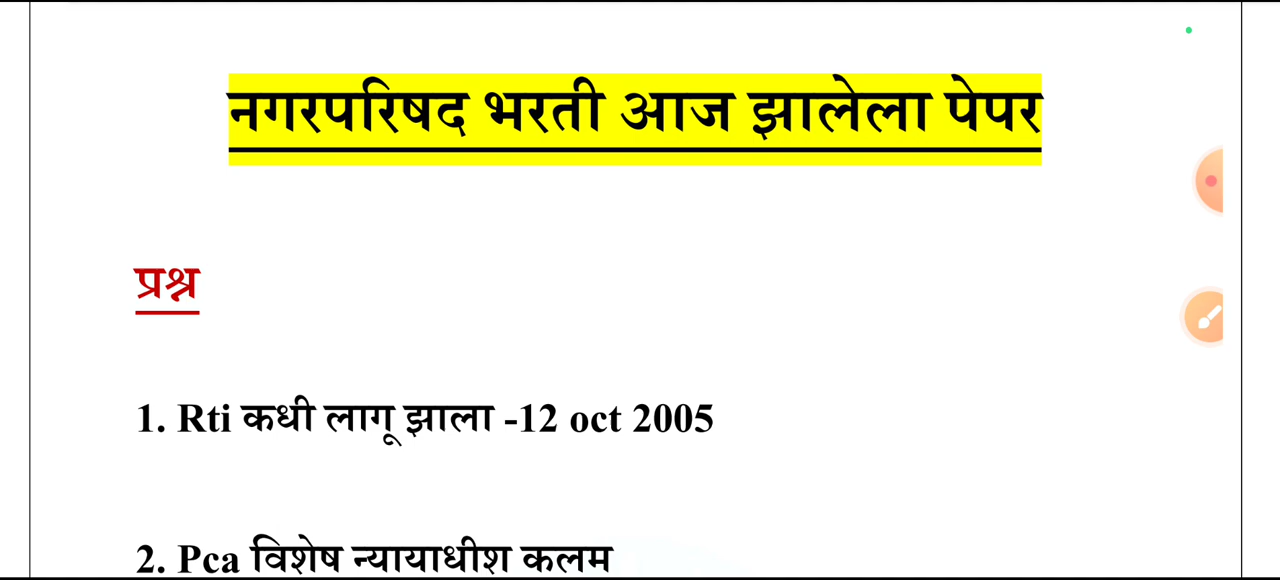 नगरपरिषद भरती आज झालेला पेपर
प्रश्न
1. Rti कधी लागू झाला -12 oct 2005
2. Pca विशेष न्यायाधीश कलम